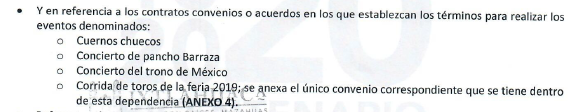 • Y en referencia a los contratos convenios o acuerdos en los que establezcan los términos para realizar los
eventos denominados:
o Cuernos chuecos
o Concierto de pancho Barraza
o Concierto del trono de México
o Corrida de toros de la feria 2019; se anexa el único convenio correspondiente que se tiene dentro
de esta dependencia (ANEXO 4).